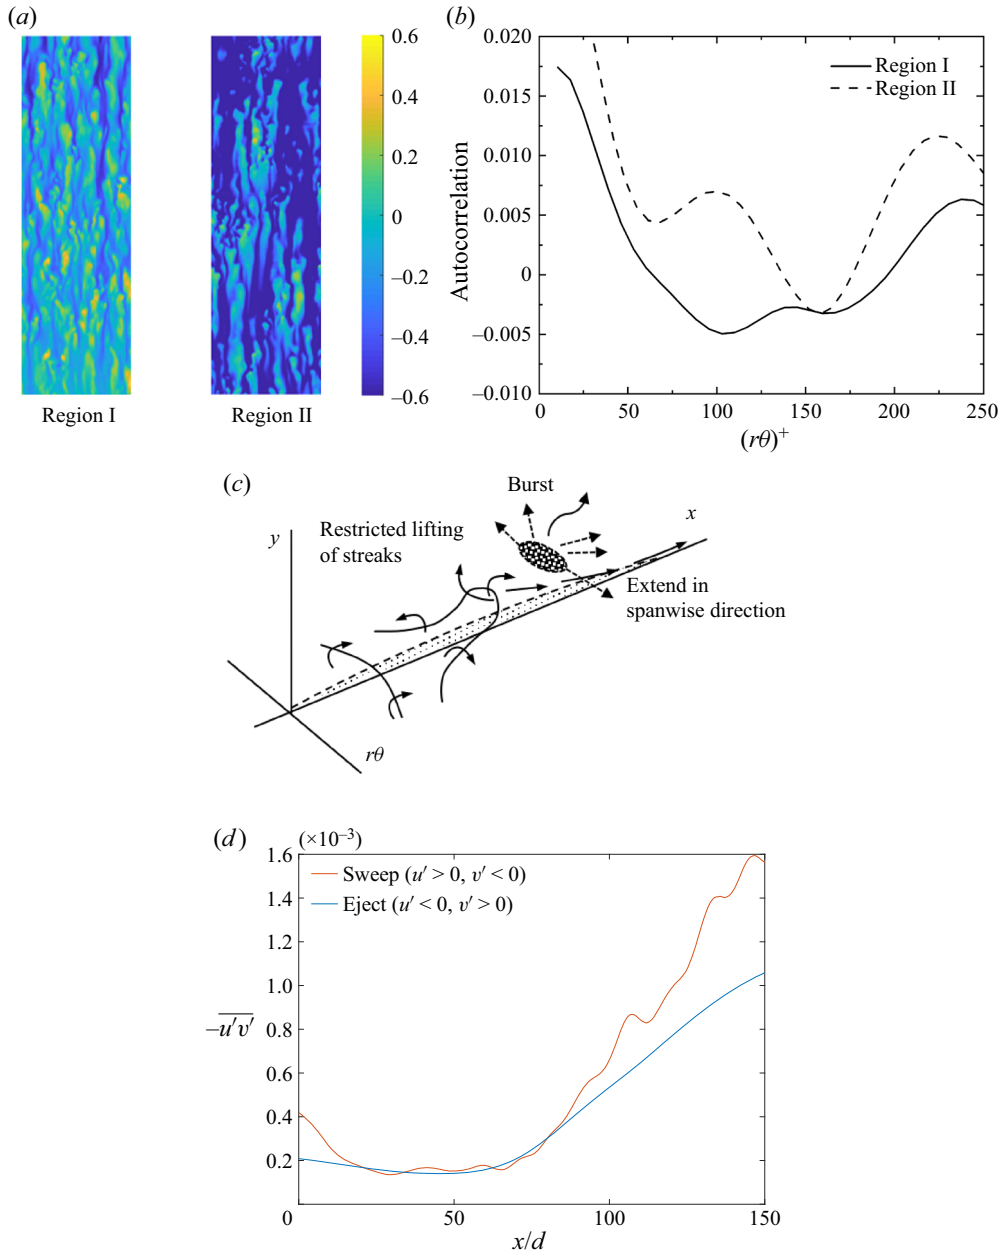 (a)
0.6
0.4
0.2
0
–0.2
–0.4
–0.6
Region I
Region II
(b)
0.020
0.015
0.010
0.005
0
–0.005
–0.010
Autocorrelation
Region I
Region II
0
50
100
150
200
250
(rθ)⁺
(c)
y
Restricted lifting
of streaks
Burst
x
Extend in
spanwise direction
rθ
(d)
(×10⁻³)
1.6
1.4
1.2
1.0
0.8
0.6
0.4
0.2
–u′v′
Sweep (u′ > 0, v′ < 0)
Eject (u′ < 0, v′ > 0)
0
50
100
150
x/d